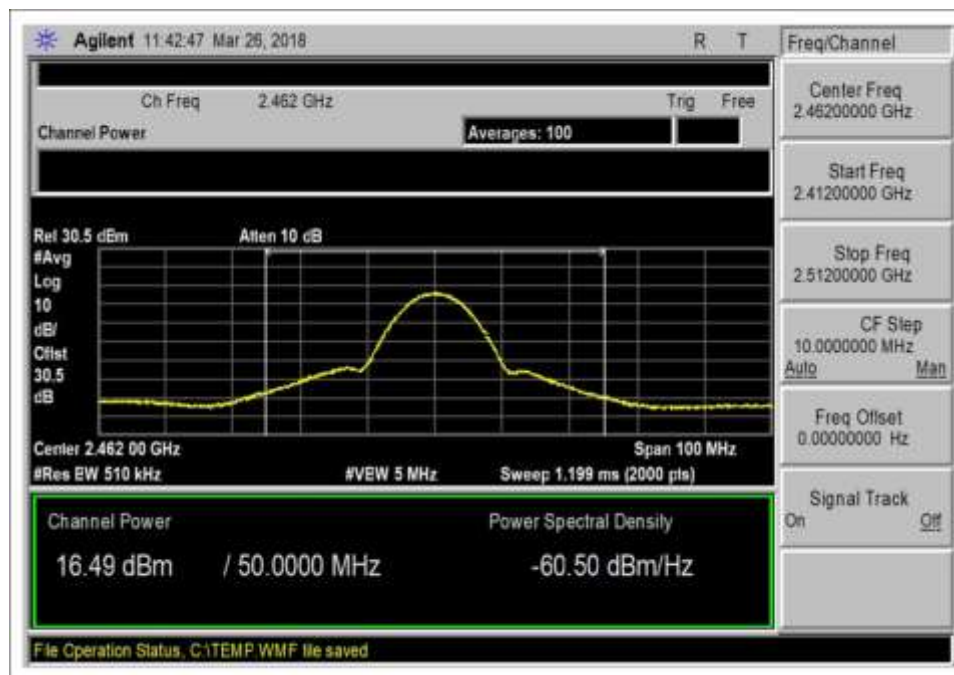 Agilent 11:42:47 Mar 26, 2018 R T
Freq/Channel
Ch Freq 2.462 GHz Trig Free
Channel Power Averages: 100
Center Freq
2.46200000 GHz
Start Freq
2.41200000 GHz
Stop Freq
2.51200000 GHz
CF Step
10.0000000 MHz
Auto Man
Freq Offset
0.00000000 Hz
Signal Track
On Off
Ref 30.5 dBm Atten 10 dB
#Avg
Log
10
dB/
Offst
30.5
dB
Center 2.462 00 GHz Span 100 MHz
#Res BW 510 kHz #VBW 5 MHz Sweep 1.199 ms (2000 pts)
Channel Power Power Spectral Density
16.49 dBm / 50.0000 MHz -60.50 dBm/Hz
File Operation Status, C:\TEMP.WMF file saved